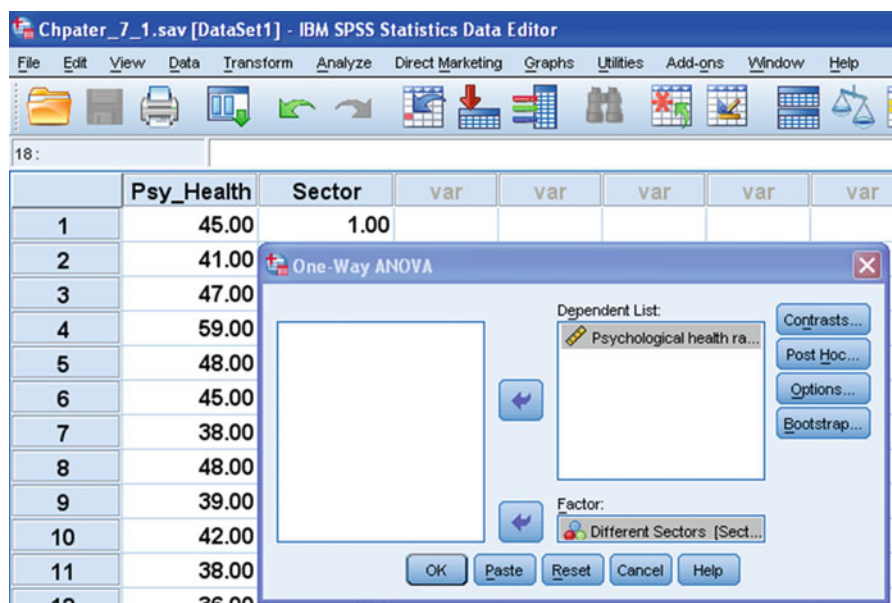 Chpater_7_1.sav [DataSet1] - IBM SPSS Statistics Data Editor
File Edit View Data Transform Analyze Direct Marketing Graphs Utilities Add-ons Window Help
18 :
Psy_Health Sector var var var var var
1 45.00 1.00
2 41.00
One-Way ANOVA
3 47.00
4 59.00
5 48.00
6 45.00
7 38.00
8 48.00
9 39.00
10 42.00
11 38.00
12 36.00
Dependent List:
Psychological health ra...
Contrasts...
Post Hoc...
Options...
Bootstrap...
Factor:
Different Sectors [Sect...
OK Paste Reset Cancel Help